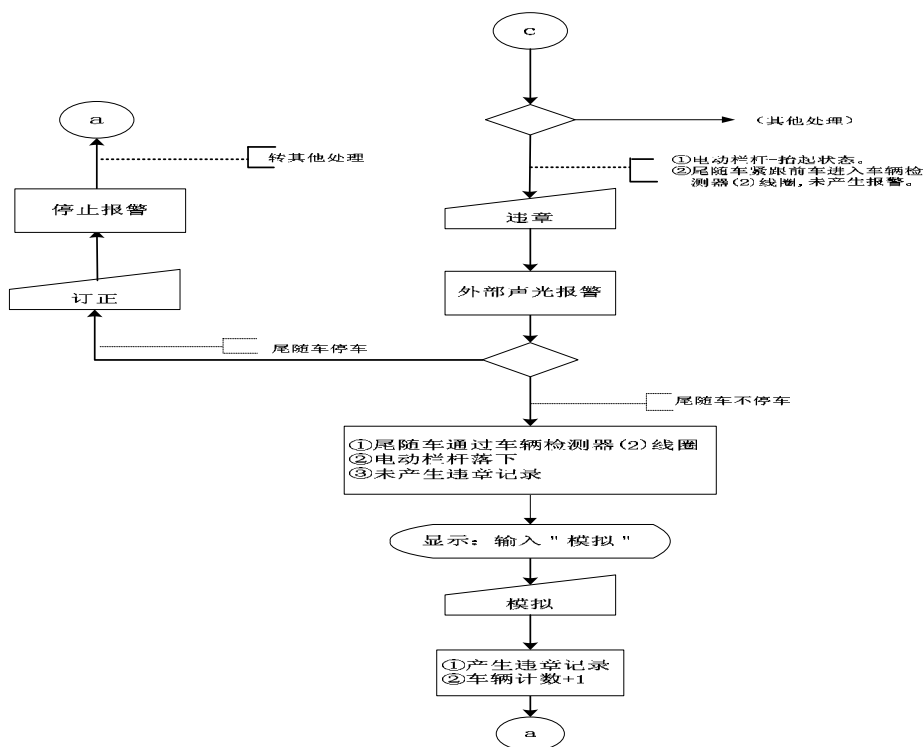 c
a
(其他处理)
转其他处理
①电动栏杆-抬起状态。
②尾随车紧跟前车进入车辆检
测器(2)线圈,未产生报警。
停止报警
违章
订正
外部声光报警
尾随车停车
尾随车不停车
①尾随车通过车辆检测器(2)线圈
②电动栏杆落下
③未产生违章记录
显示: 输入"模拟"
模拟
①产生违章记录
②车辆计数+1
a